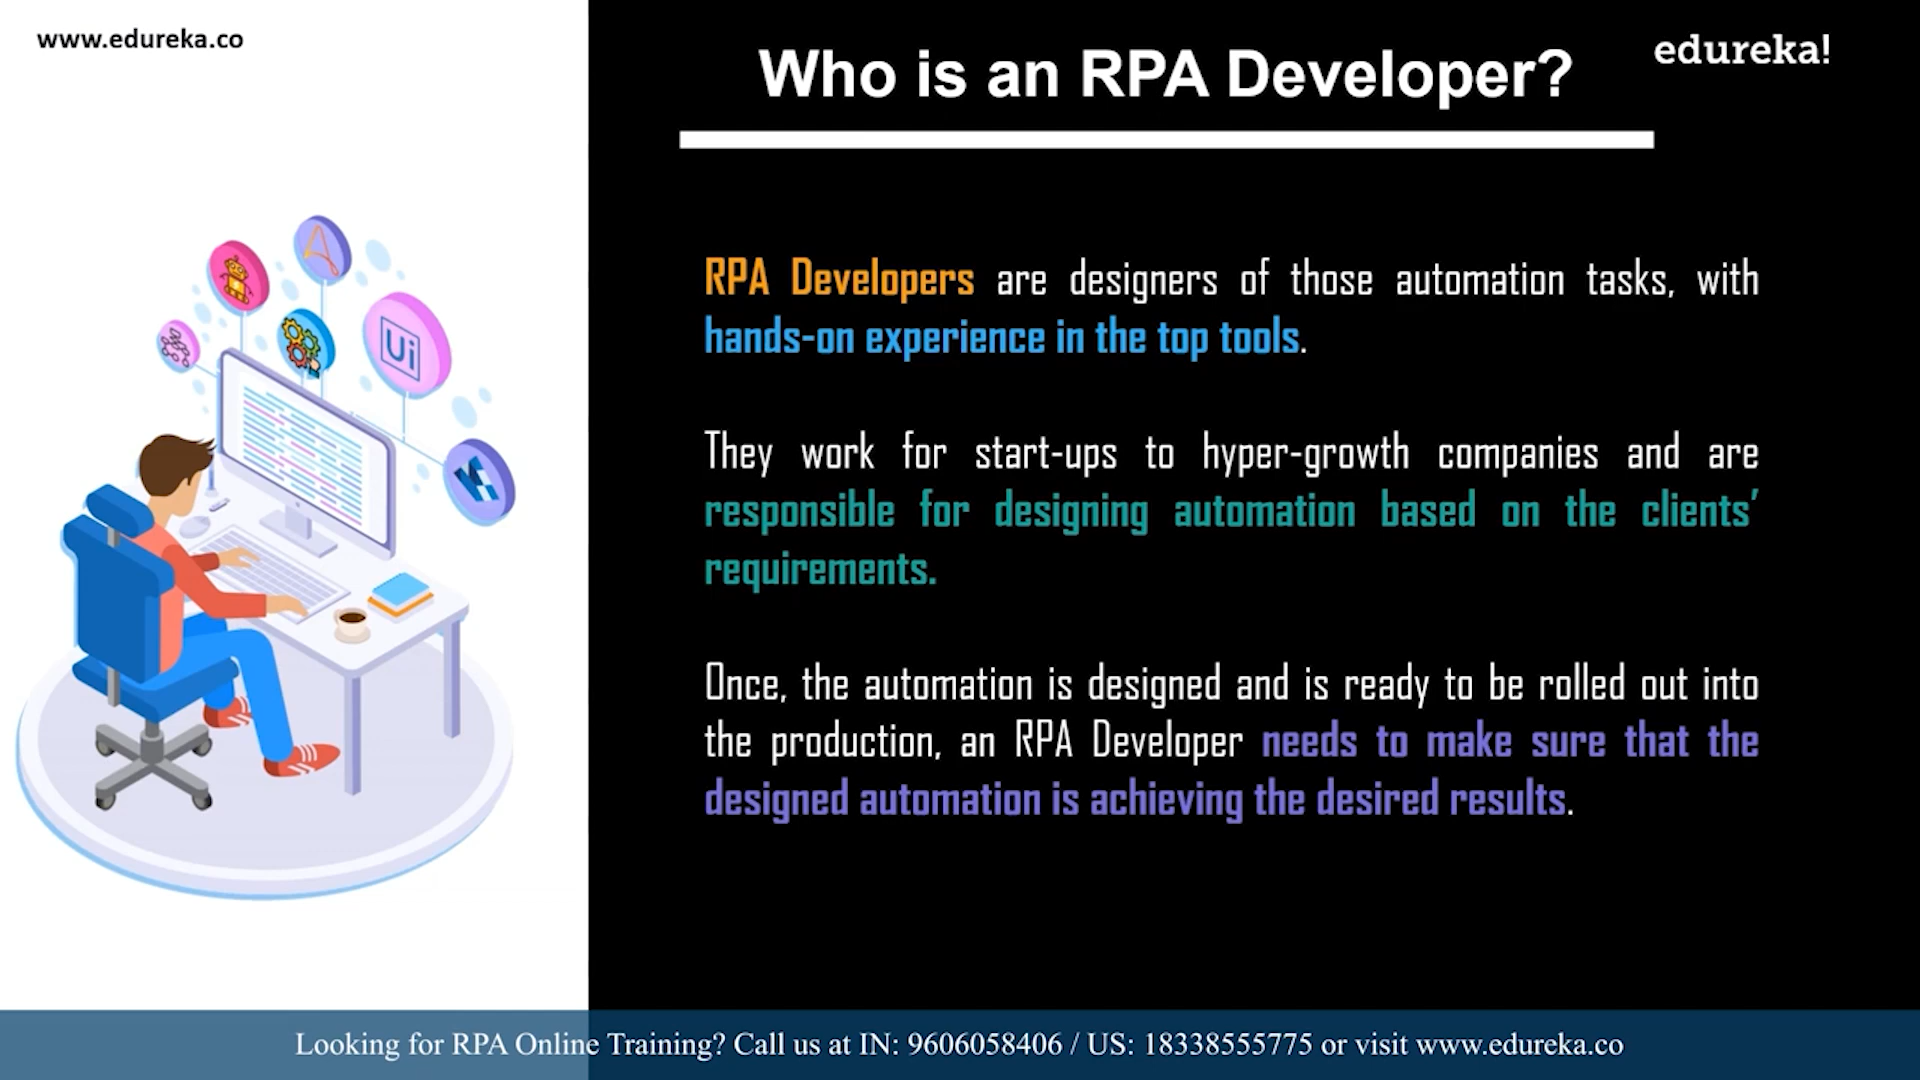 www.edureka.co
Who is an RPA Developer?
edureka!
RPA Developers are designers of those automation tasks, with
hands-on experience in the top tools.
They work for start-ups to hyper-growth companies and are
responsible for designing automation based on the clients’
requirements.
Once, the automation is designed and is ready to be rolled out into
the production, an RPA Developer needs to make sure that the
designed automation is achieving the desired results.
Ui
Looking for RPA Online Training? Call us at IN: 9606058406 / US: 18338555775 or visit www.edureka.co